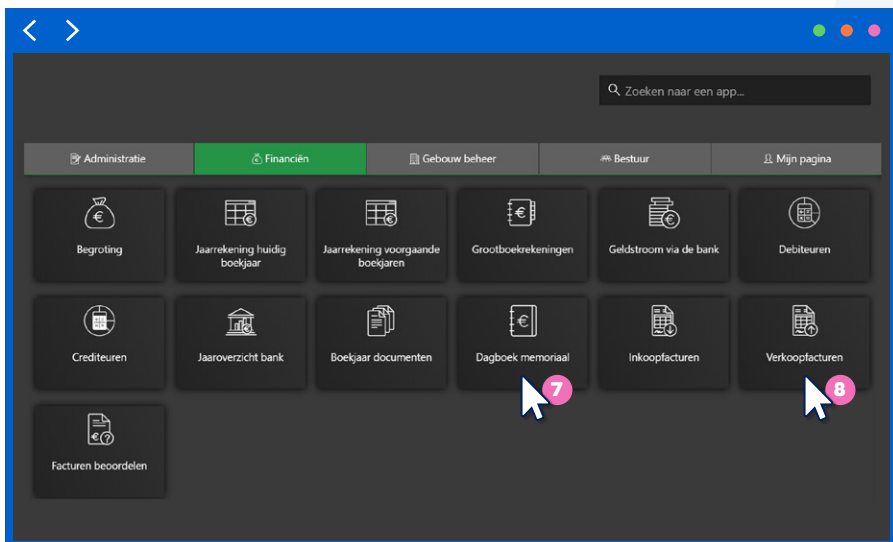 Zoeken naar een app...
Administratie
Financiën
Gebouw beheer
Bestuur
Mijn pagina
Begroting
Jaarrekening huidig
boekjaar
Jaarrekening voorgaande
boekjaren
Grootboekrekeningen
Geldstroom via de bank
Debiteuren
Crediteuren
Jaaroverzicht bank
Boekjaar documenten
Dagboek memoriaal
Inkoopfacturen
Verkoopfacturen
7
8
Facturen beoordelen